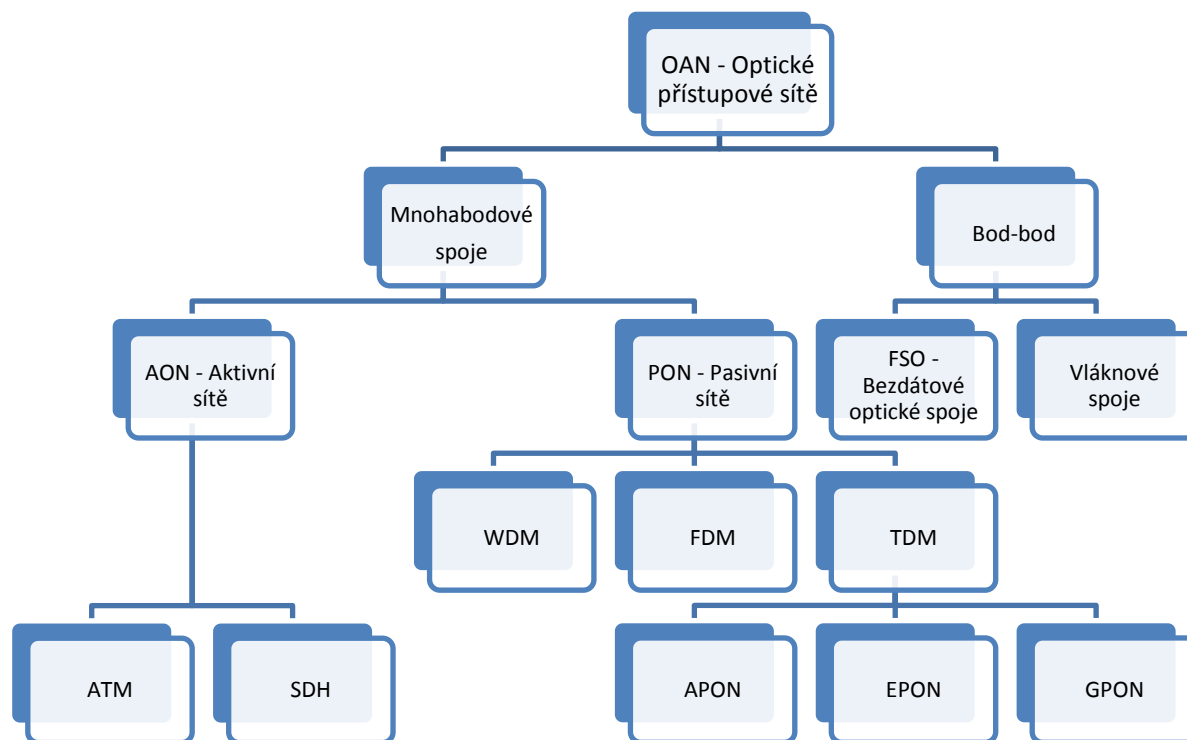 OAN - Optické
přístupové sítě
Mnohabodové
spoje
Bod-bod
AON - Aktivní
sítě
PON - Pasivní
sítě
FSO -
Bezdátové
optické spoje
Vláknové
spoje
WDM
FDM
TDM
ATM
SDH
APON
EPON
GPON